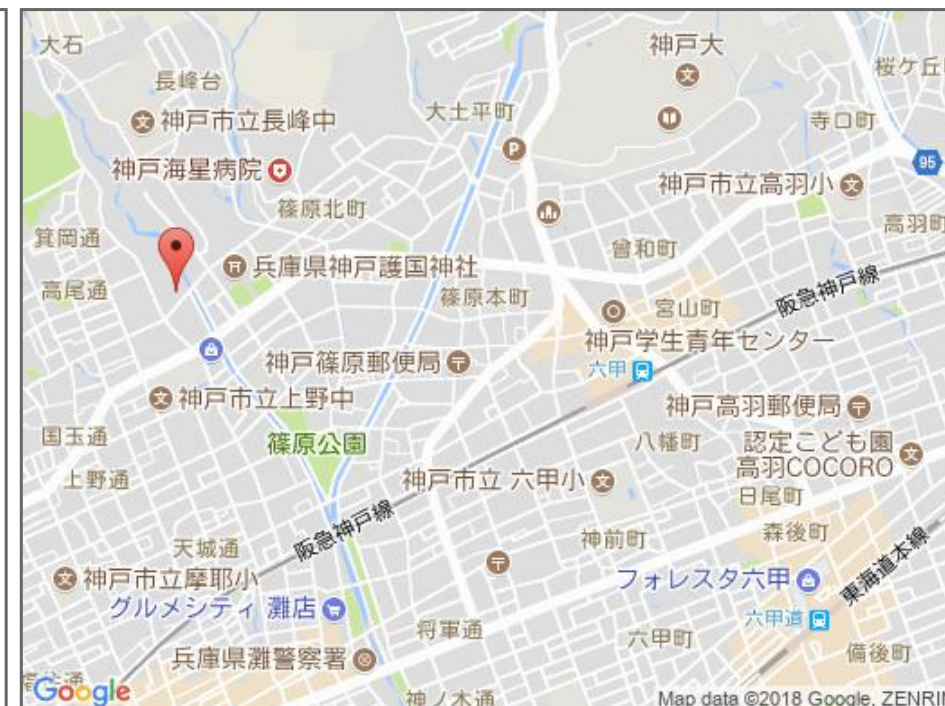 大石
神戸大
長峰台
桜ケ丘
神戸市立長峰中
大土平町
寺口町
95
神戸海星病院
神戸市立高羽小
篠原北町
高羽町
箕岡通
曾和町
兵庫県神戸護国神社
阪急神戸線
高尾通
篠原本町
宮山町
神戸学生青年センター
神戸篠原郵便局
六甲
神戸市立上野中
神戸高羽郵便局
国玉通
篠原公園
八幡町
認定こども園
高羽COCORO
上野通
神戸市立 六甲小
日尾町
阪急神戸線
森後町
天城通
神前町
東海道本線
神戸市立摩耶小
フォレスタ六甲
グルメシティ 灘店
六甲道
将軍通
六甲町
備後町
兵庫県灘警察署
Google
神ノ木通
Map data ©2018 Google, ZENRIN